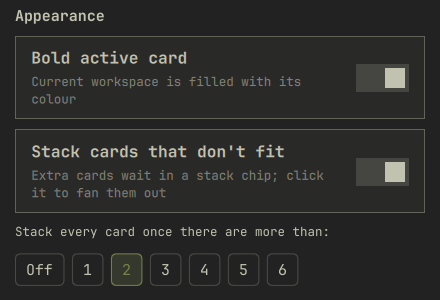 Appearance
Bold active card
Current workspace is filled with its
colour
Stack cards that don't fit
Extra cards wait in a stack chip; click
it to fan them out
Stack every card once there are more than:
Off 1 2 3 4 5 6